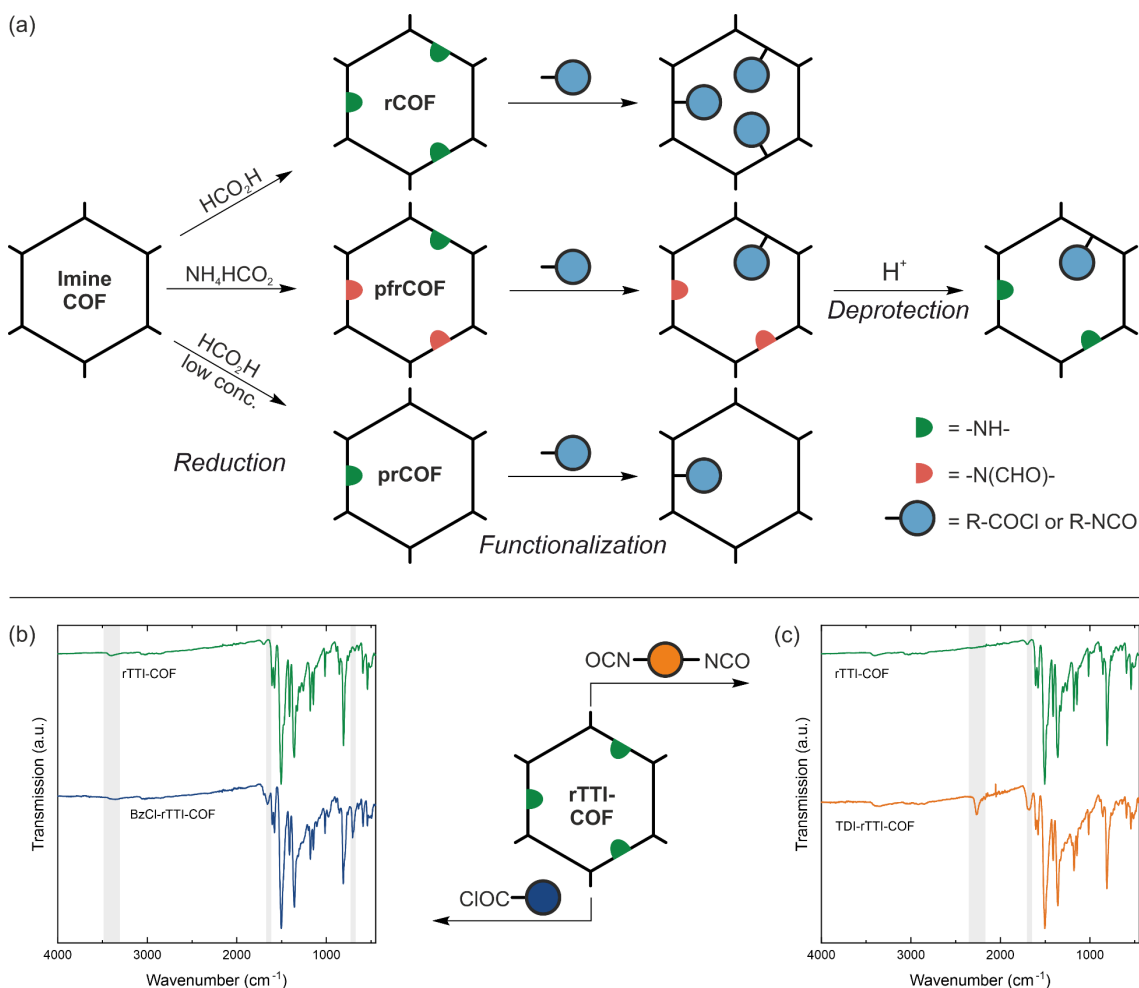 (a)
rCOF
HCO₂H
Imine
COF
NH₄HCO₂
pfrCOF
H⁺
Deprotection
HCO₂H
low conc.
Reduction
prCOF
Functionalization
= -NH-
= -N(CHO)-
= R-COCl or R-NCO
(b)
Transmission (a.u.)
rTTI-COF
BzCl-rTTI-COF
4000 3000 2000 1000
Wavenumber (cm⁻¹)
OCN NCO
rTTI-
COF
ClOC
(c)
Transmission (a.u.)
rTTI-COF
TDI-rTTI-COF
4000 3000 2000 1000
Wavenumber (cm⁻¹)